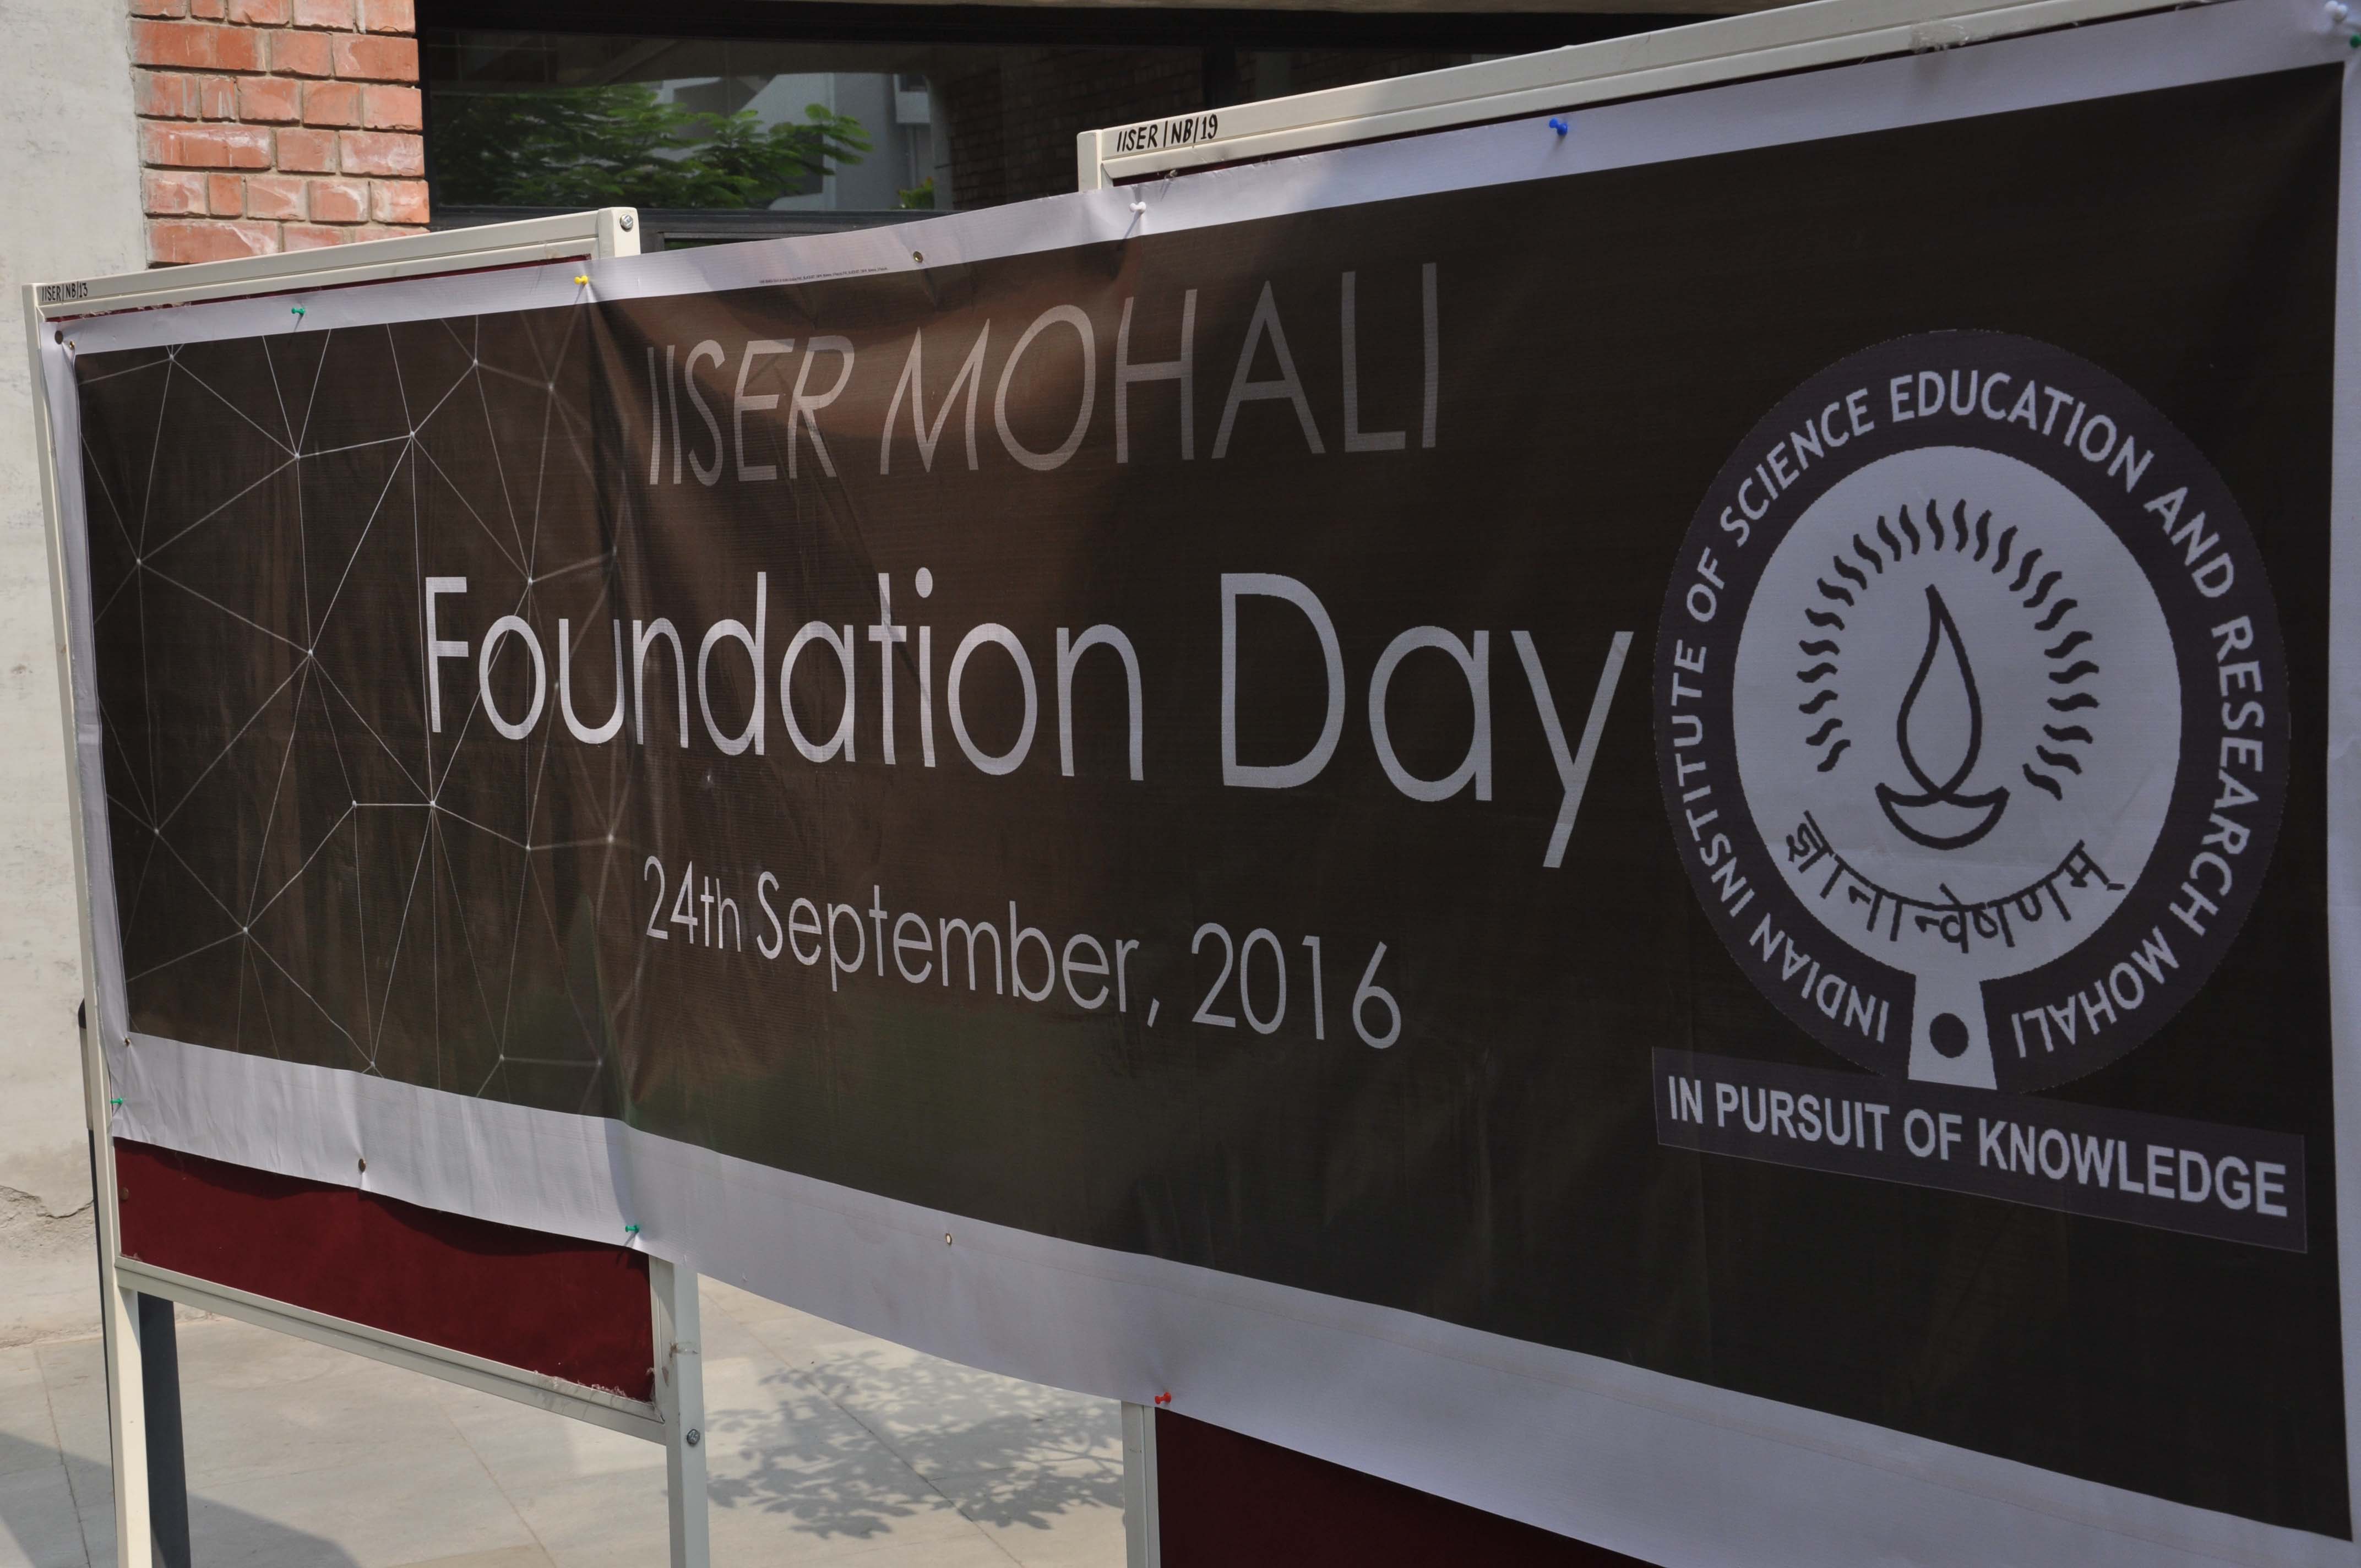 IISER|NB|19
IISER|NB|13
IISER MOHALI
Foundation Day
24th September, 2016
INDIAN INSTITUTE OF SCIENCE EDUCATION AND RESEARCH MOHALI
ज्ञानान्वेषणम्
IN PURSUIT OF KNOWLEDGE